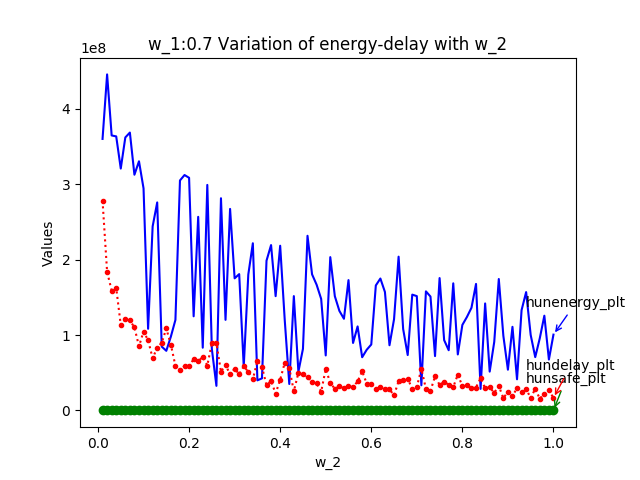 w_1:0.7 Variation of energy-delay with w_2
1e8
4
3
2
1
0
Values
hunenergy_plt
hundelay_plt
hunsafe_plt
0.0 0.2 0.4 0.6 0.8 1.0
w_2